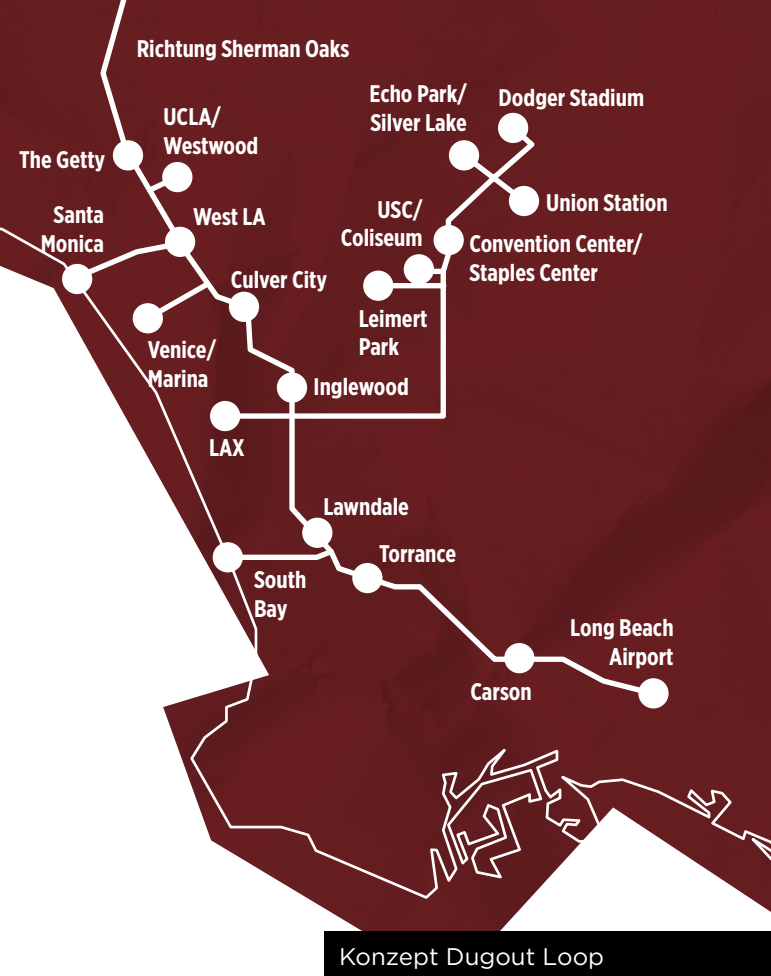 Richtung Sherman Oaks
Echo Park/
Silver Lake
Dodger Stadium
UCLA/
Westwood
The Getty
Union Station
Santa
Monica
West LA
USC/
Coliseum
Convention Center/
Staples Center
Culver City
Leimert
Park
Venice/
Marina
Inglewood
LAX
Lawndale
Torrance
South
Bay
Long Beach
Airport
Carson
Konzept Dugout Loop